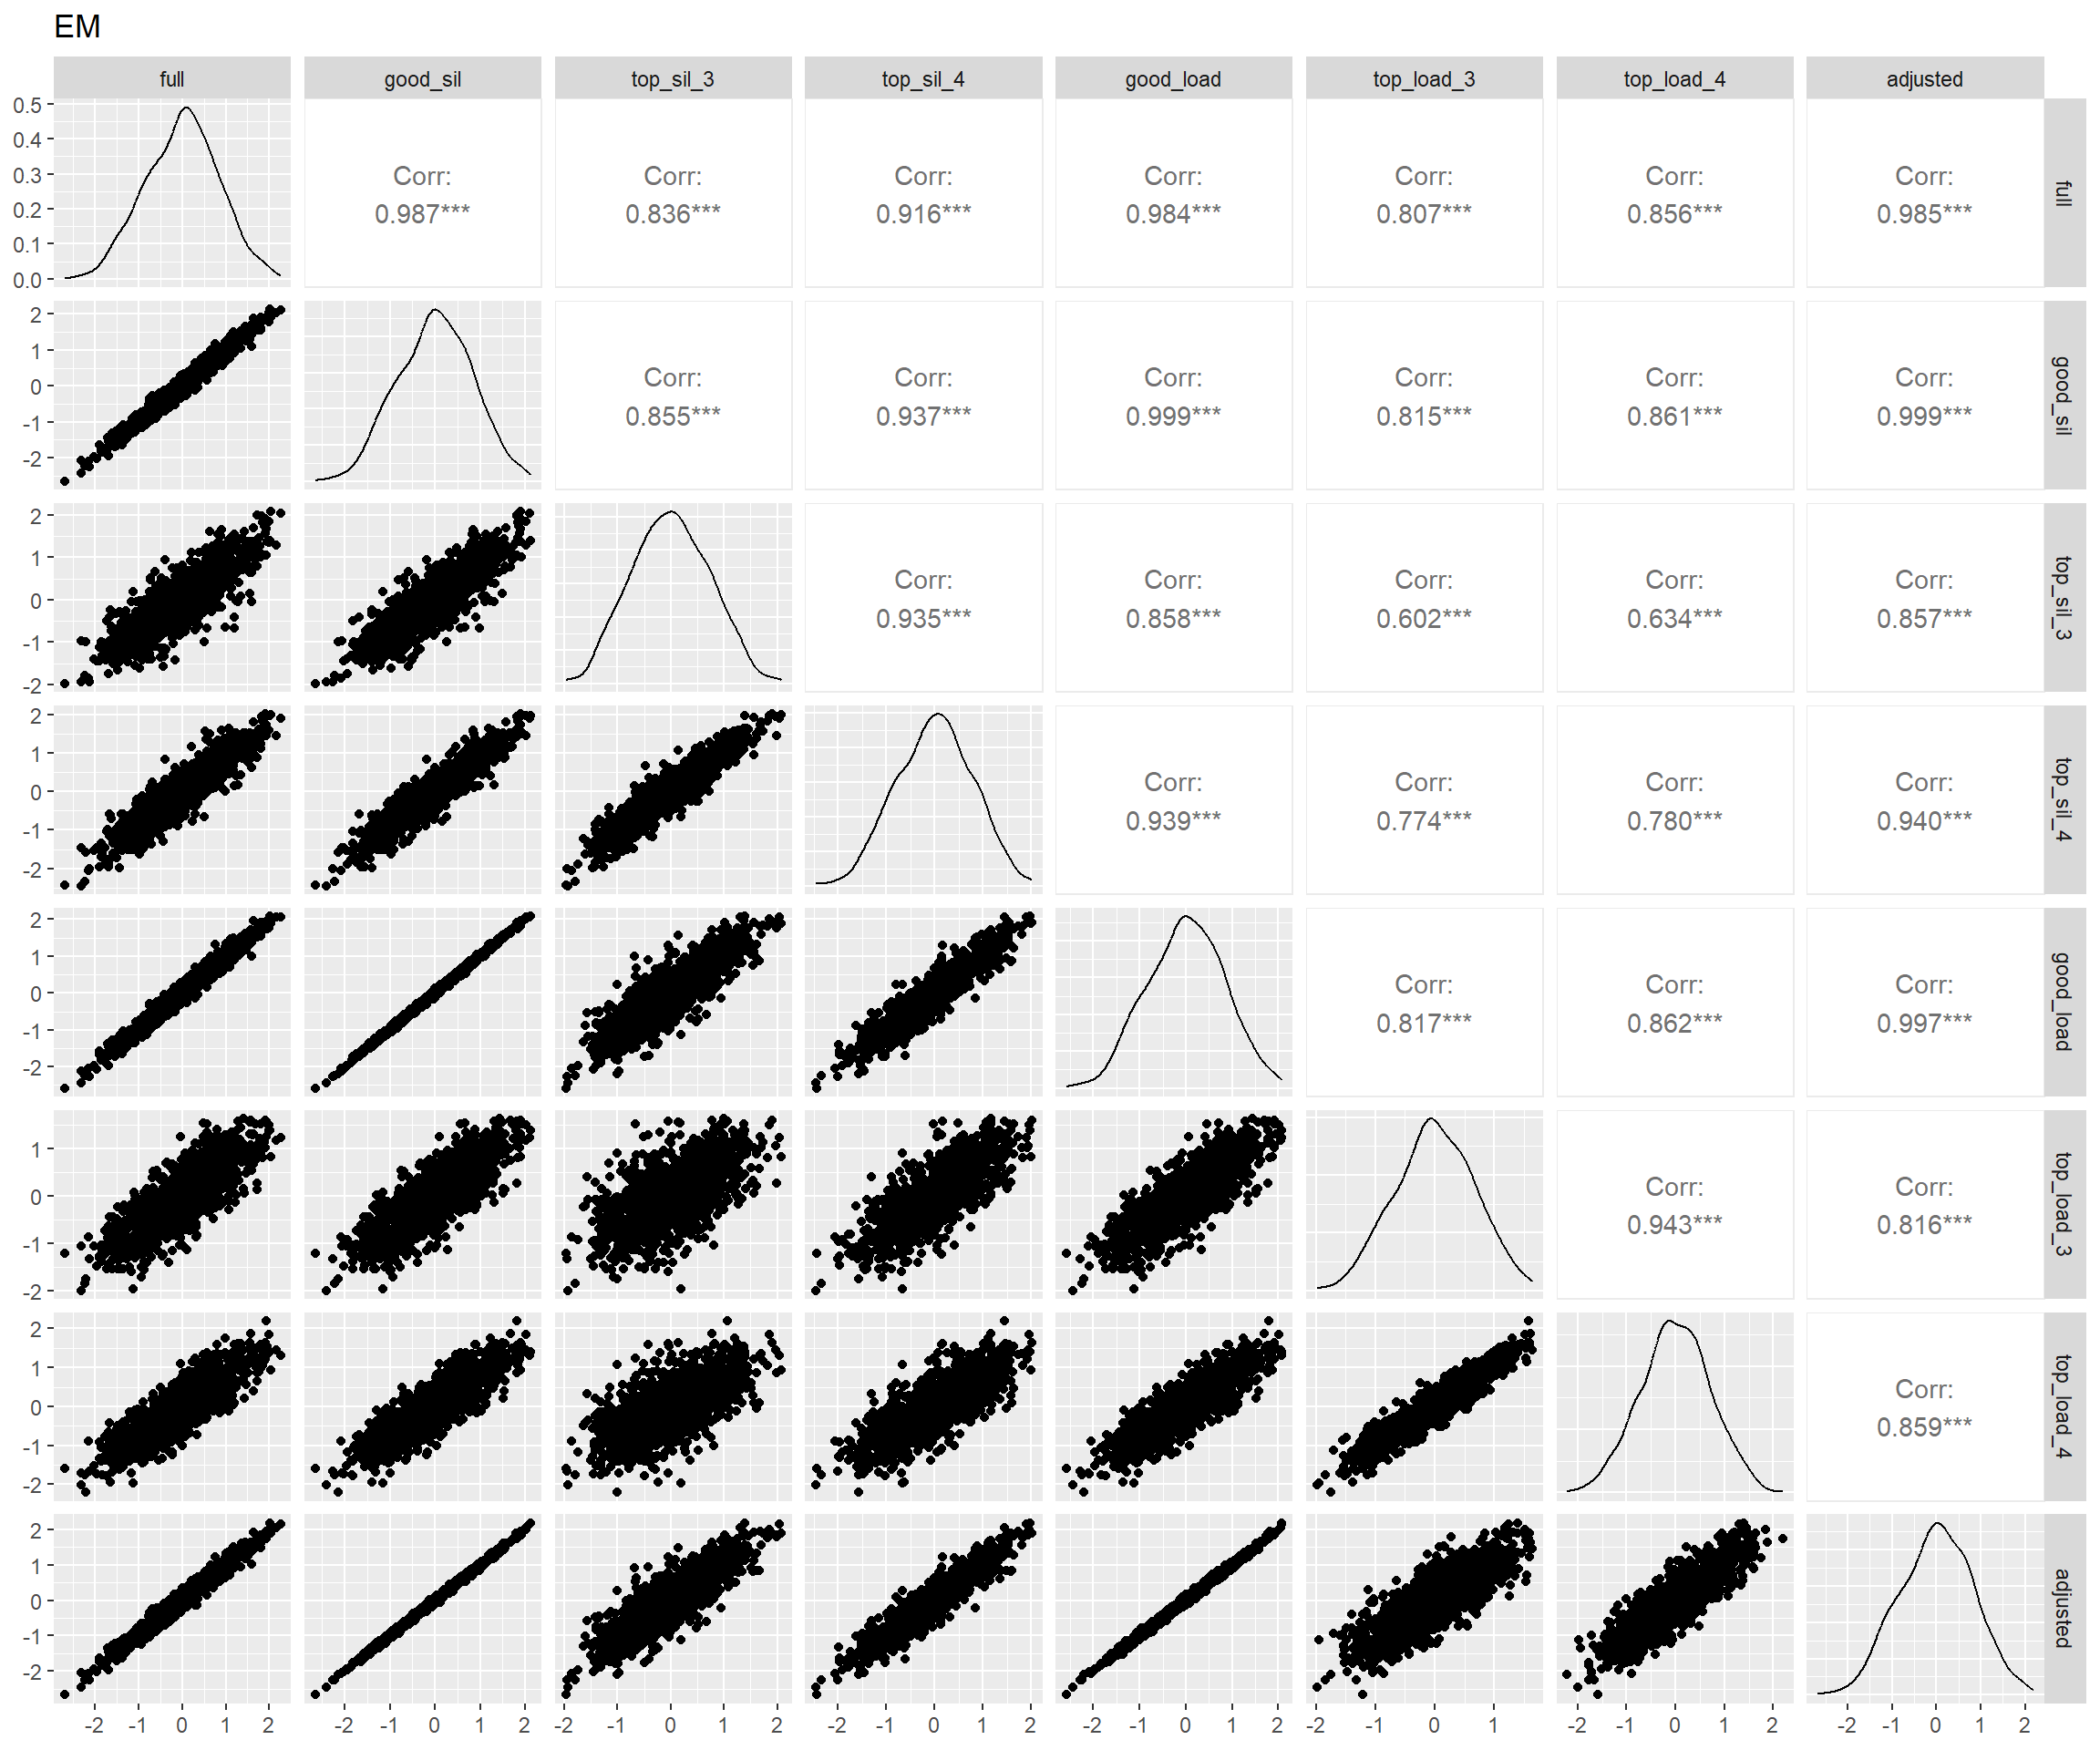 EM
full good_sil top_sil_3 top_sil_4 good_load top_load_3 top_load_4 adjusted
0.5
0.4
0.3
0.2
0.1
0.0
Corr: Corr: Corr: Corr: Corr: Corr: Corr:
0.987*** 0.836*** 0.916*** 0.984*** 0.807*** 0.856*** 0.985***
full
2
1
0
-1
-2
Corr: Corr: Corr: Corr: Corr: Corr:
0.855*** 0.937*** 0.999*** 0.815*** 0.861*** 0.999***
good_sil
2
1
0
-1
-2
Corr: Corr: Corr: Corr: Corr:
0.935*** 0.858*** 0.602*** 0.634*** 0.857***
top_sil_3
2
1
0
-1
-2
Corr: Corr: Corr: Corr:
0.939*** 0.774*** 0.780*** 0.940***
top_sil_4
2
1
0
-1
-2
Corr: Corr: Corr:
0.817*** 0.862*** 0.997***
good_load
1
0
-1
-2
Corr: Corr:
0.943*** 0.816***
top_load_3
2
1
0
-1
-2
Corr:
0.859***
top_load_4
2
1
0
-1
-2
adjusted
-2 -1 0 1 2 -2 -1 0 1 2 -2 -1 0 1 2 -2 -1 0 1 2 -2 -1 0 1 2 -2 -1 0 1 -2 -1 0 1 2 -2 -1 0 1 2